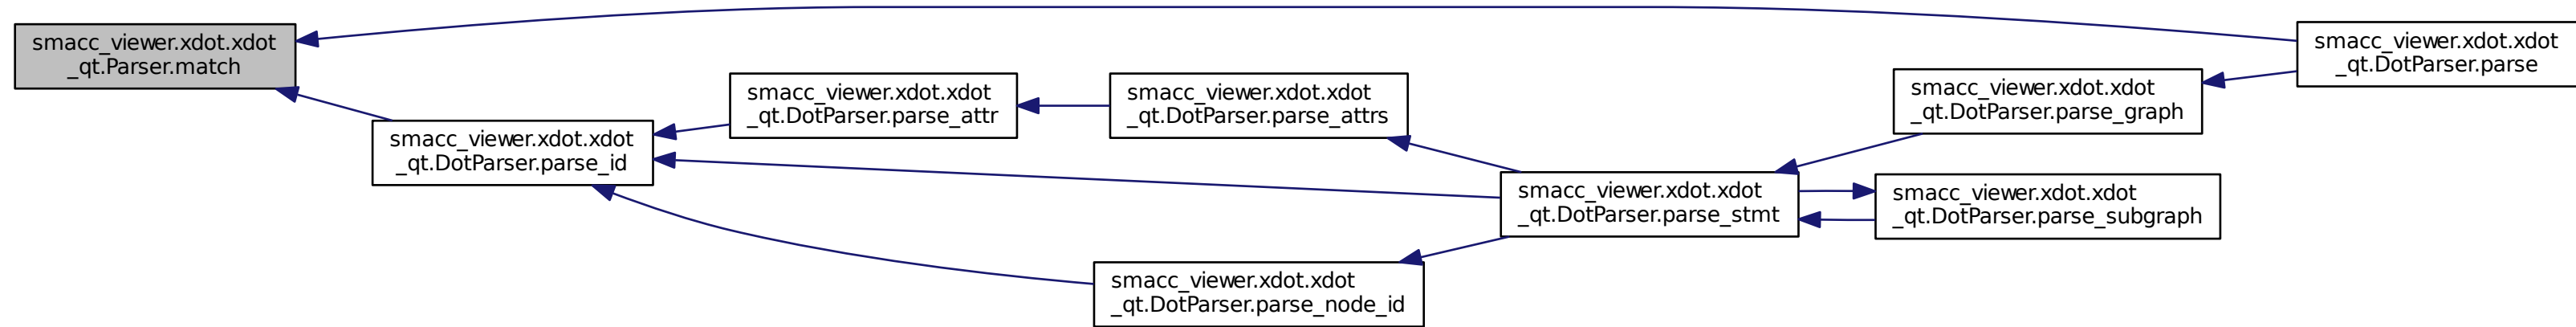 smacc_viewer.xdot.xdot
_qt.Parser.match
smacc_viewer.xdot.xdot
_qt.DotParser.parse_id
smacc_viewer.xdot.xdot
_qt.DotParser.parse_attr
smacc_viewer.xdot.xdot
_qt.DotParser.parse_attrs
smacc_viewer.xdot.xdot
_qt.DotParser.parse_node_id
smacc_viewer.xdot.xdot
_qt.DotParser.parse_stmt
smacc_viewer.xdot.xdot
_qt.DotParser.parse_graph
smacc_viewer.xdot.xdot
_qt.DotParser.parse_subgraph
smacc_viewer.xdot.xdot
_qt.DotParser.parse